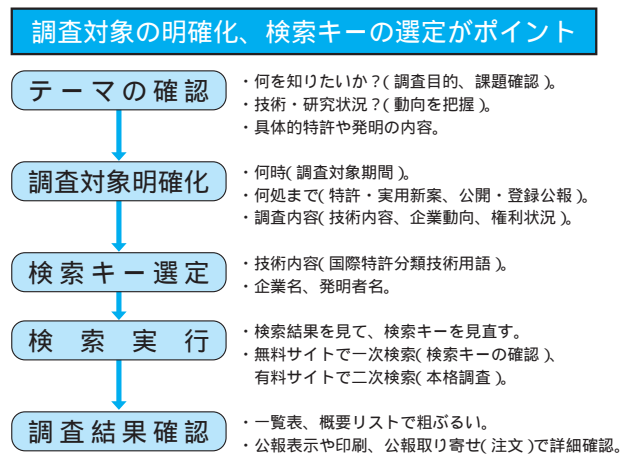 調査対象の明確化、検索キーの選定がポイント
テーマの確認
・何を知りたいか?(調査目的、課題確認)。
・技術・研究状況?(動向を把握)。
・具体的特許や発明の内容。
調査対象明確化
・何時(調査対象期間)。
・何処まで(特許・実用新案、公開・登録公報)。
・調査内容(技術内容、企業動向、権利状況)。
検索キー選定
・技術内容(国際特許分類技術用語)。
・企業名、発明者名。
検索実行
・検索結果を見て、検索キーを見直す。
・無料サイトで一次検索(検索キーの確認)、
有料サイトで二次検索(本格調査)。
調査結果確認
・一覧表、概要リストで粗ぶるい。
・公報表示や印刷、公報取り寄せ(注文)で詳細確認。